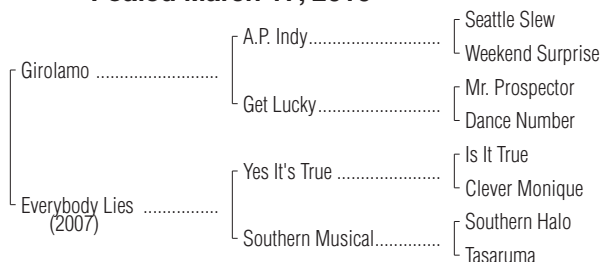 Seattle Slew
A.P. Indy
Weekend Surprise
Girolamo
Mr. Prospector
Get Lucky
Dance Number
Is It True
Yes It's True
Clever Monique
Everybody Lies
(2007)
Southern Halo
Southern Musical
Tasaruma